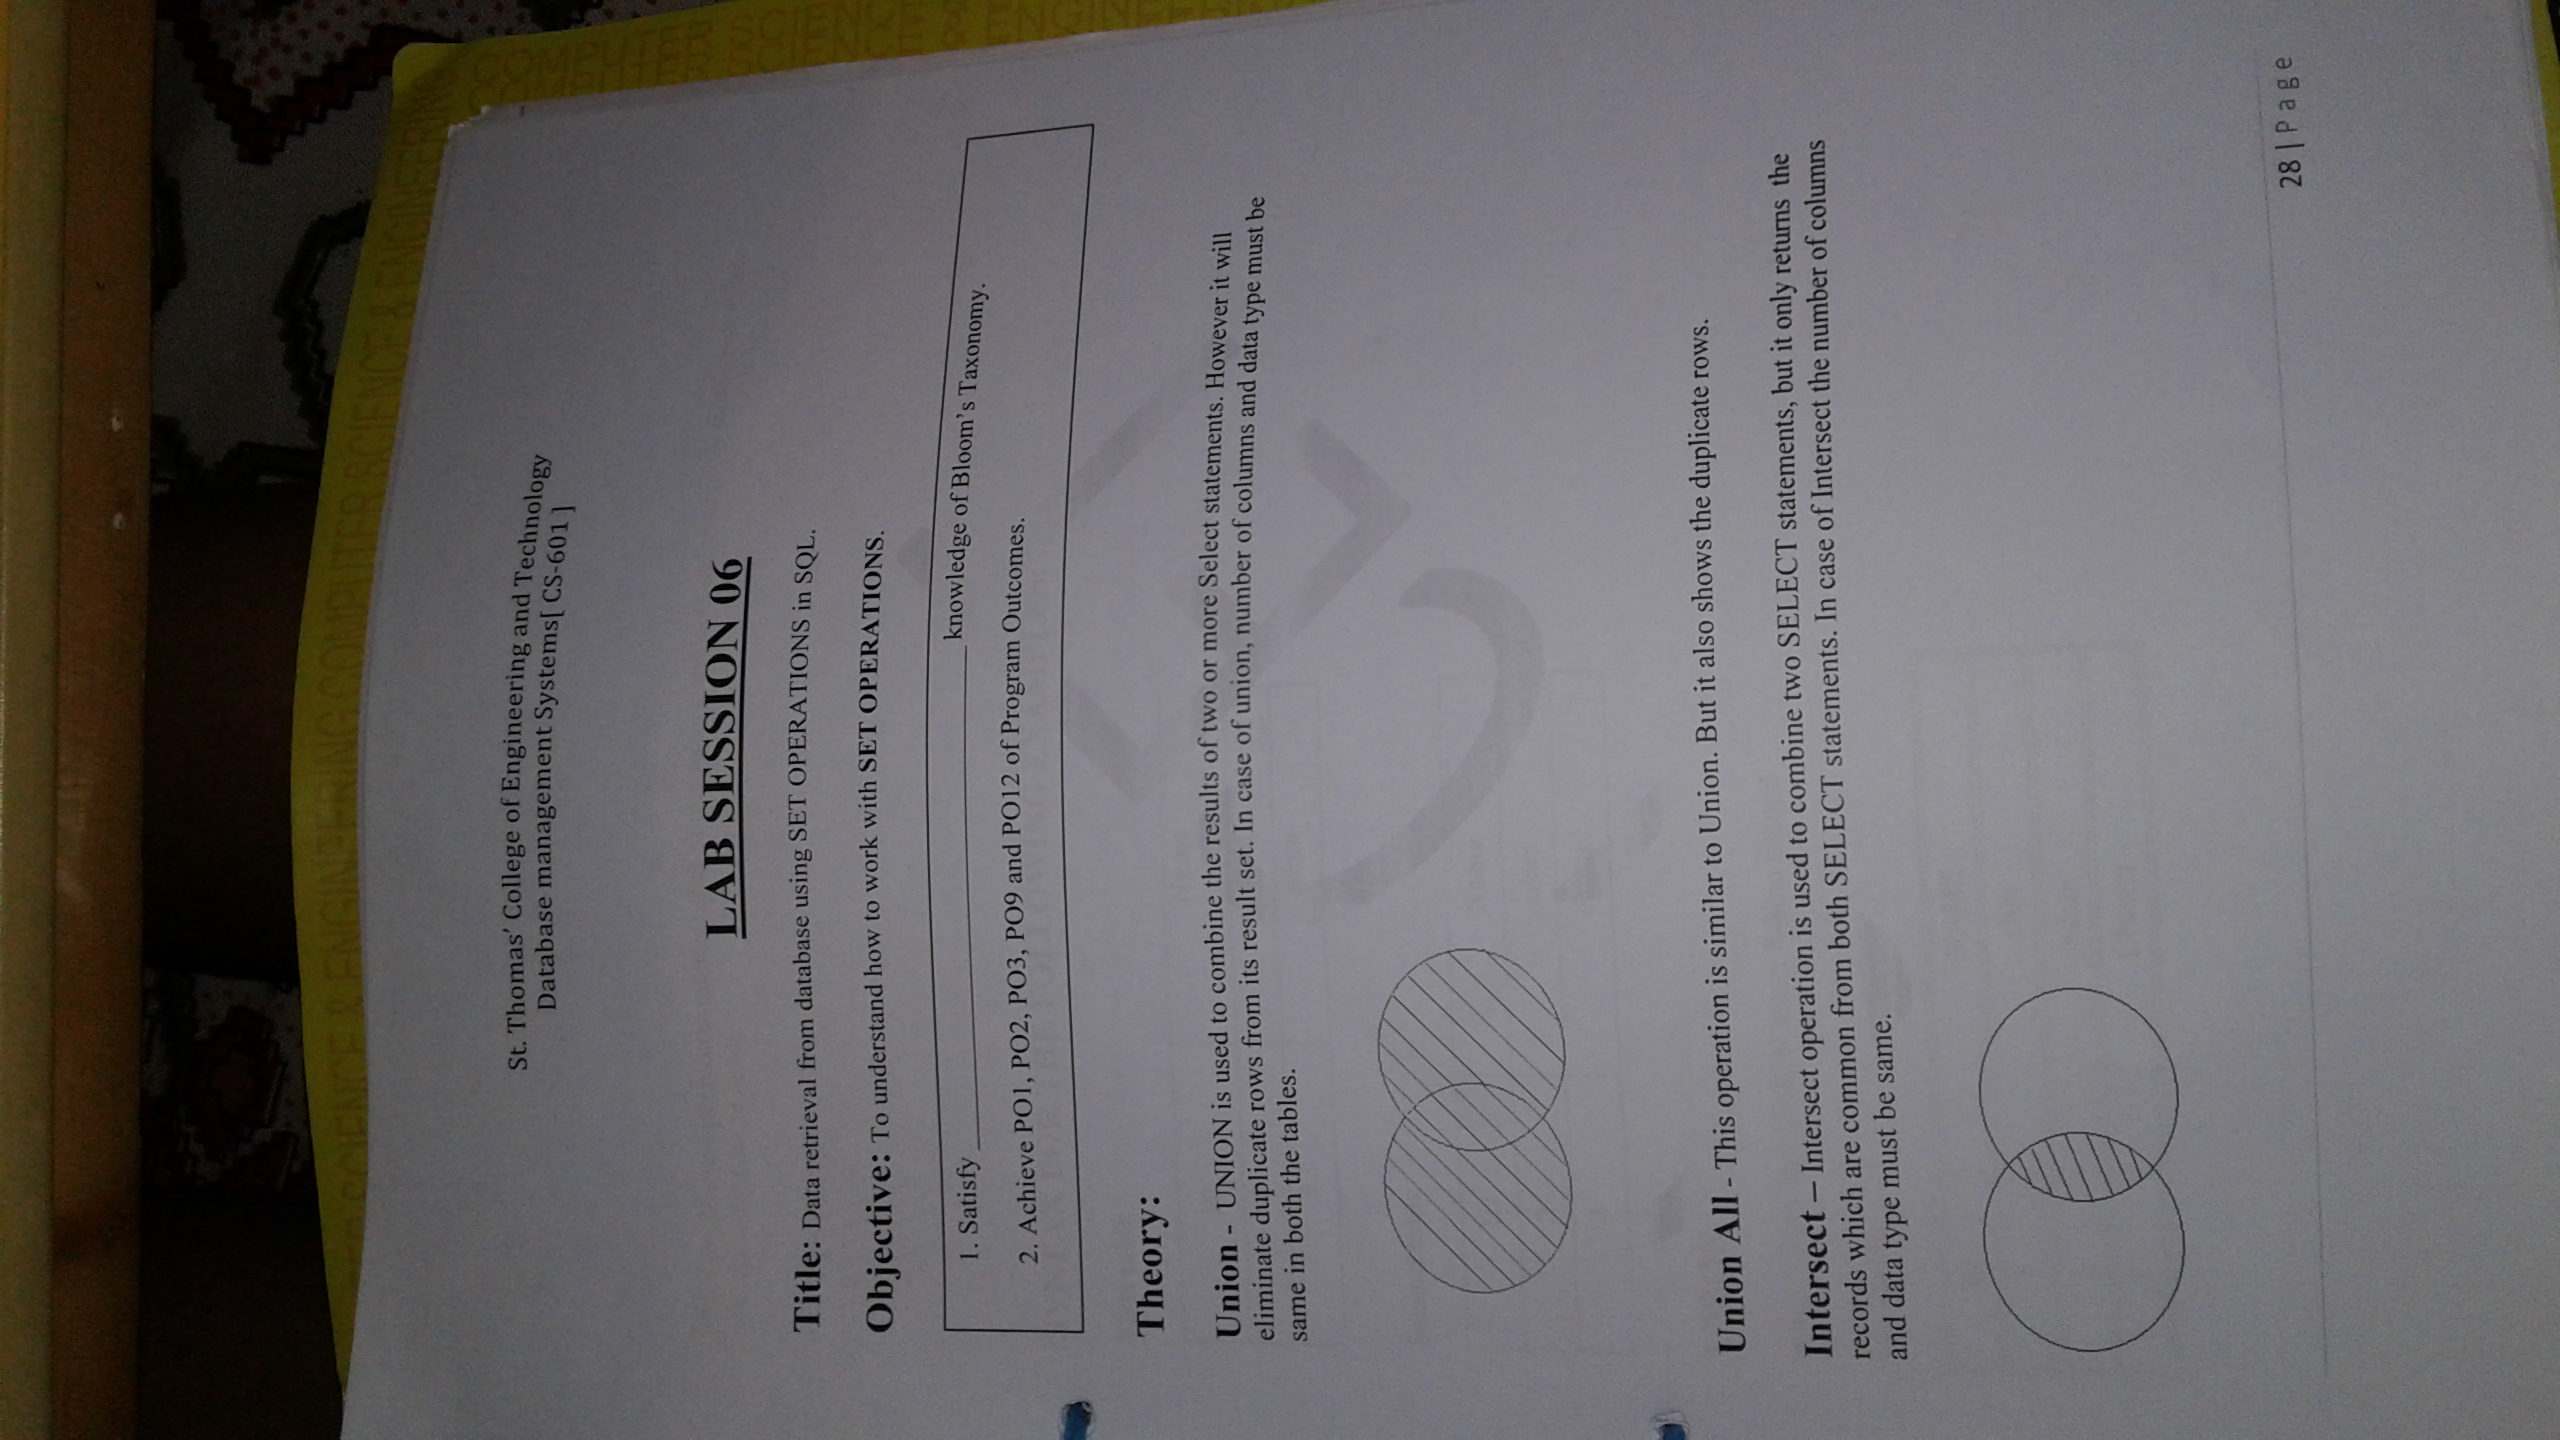 ER SCIENCE & ENGINEERING COMPUTER SCIENCE & ENGINEERING
St. Thomas' College of Engineering and Technology
Database management Systems[ CS-601 ]
LAB SESSION 06
Title: Data retrieval from database using SET OPERATIONS in SQL.
Objective: To understand how to work with SET OPERATIONS.
1. Satisfy ____________________ knowledge of Bloom's Taxonomy.
2. Achieve PO1, PO2, PO3, PO9 and PO12 of Program Outcomes.
Theory:
Union - UNION is used to combine the results of two or more Select statements. However it will
eliminate duplicate rows from its result set. In case of union, number of columns and data type must be
same in both the tables.
Union All - This operation is similar to Union. But it also shows the duplicate rows.
Intersect – Intersect operation is used to combine two SELECT statements, but it only returns the
records which are common from both SELECT statements. In case of Intersect the number of columns
and data type must be same.
28 | Page